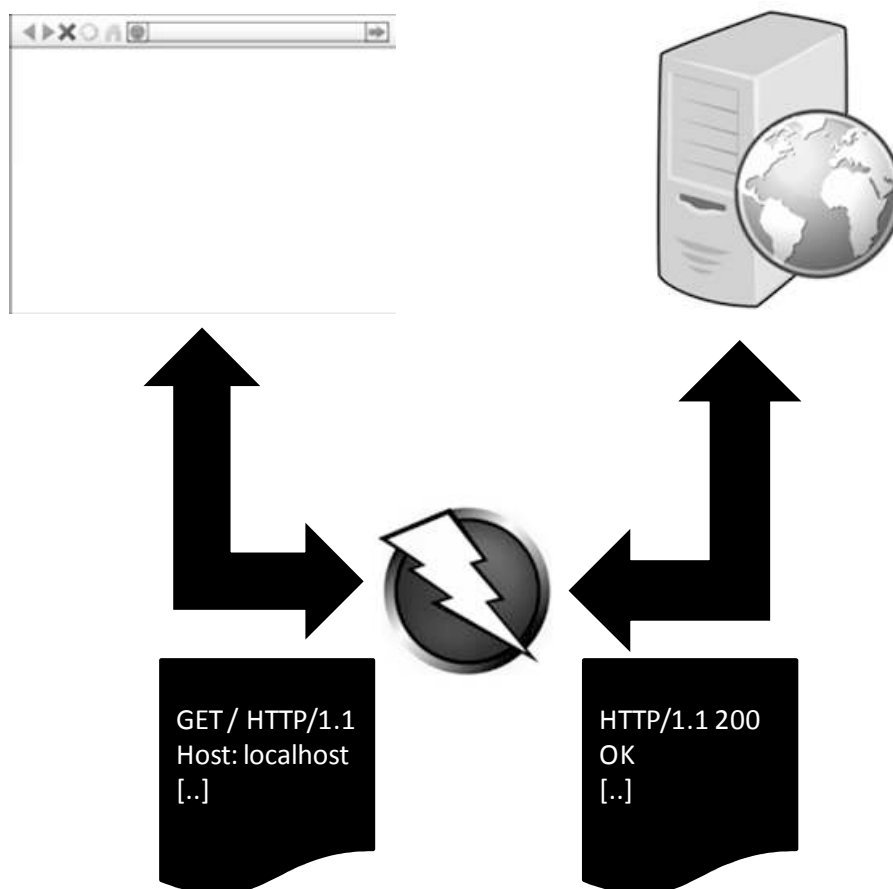 GET / HTTP/1.1
Host: localhost
[..]
HTTP/1.1 200
OK
[..]